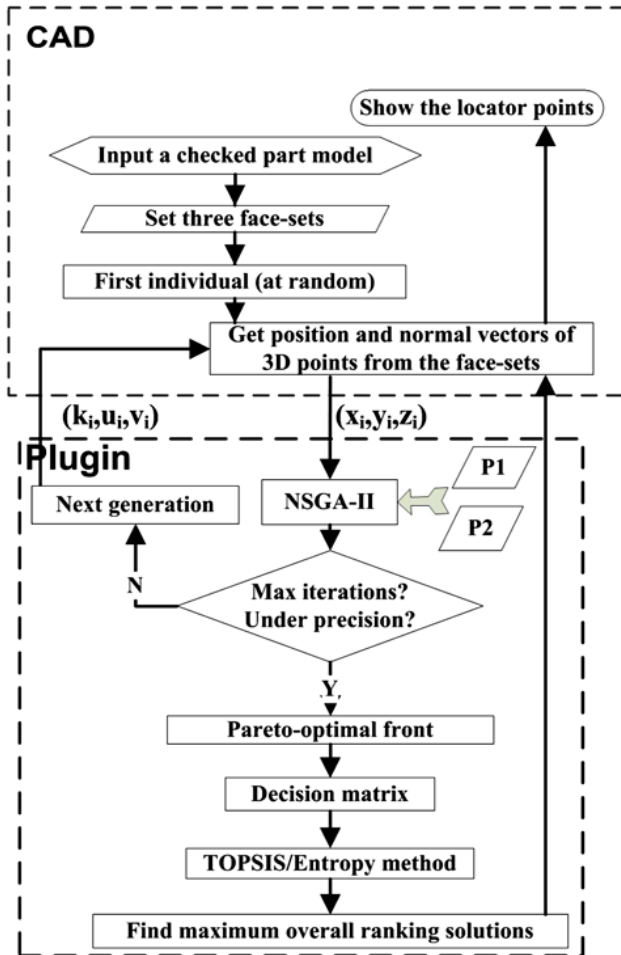 CAD
Show the locator points
Input a checked part model
Set three face-sets
First individual (at random)
Get position and normal vectors of
3D points from the face-sets
(kᵢ,uᵢ,vᵢ)
(xᵢ,yᵢ,zᵢ)
Plugin
P1
Next generation
NSGA-II
P2
N
Max iterations?
Under precision?
Y
Pareto-optimal front
Decision matrix
TOPSIS/Entropy method
Find maximum overall ranking solutions